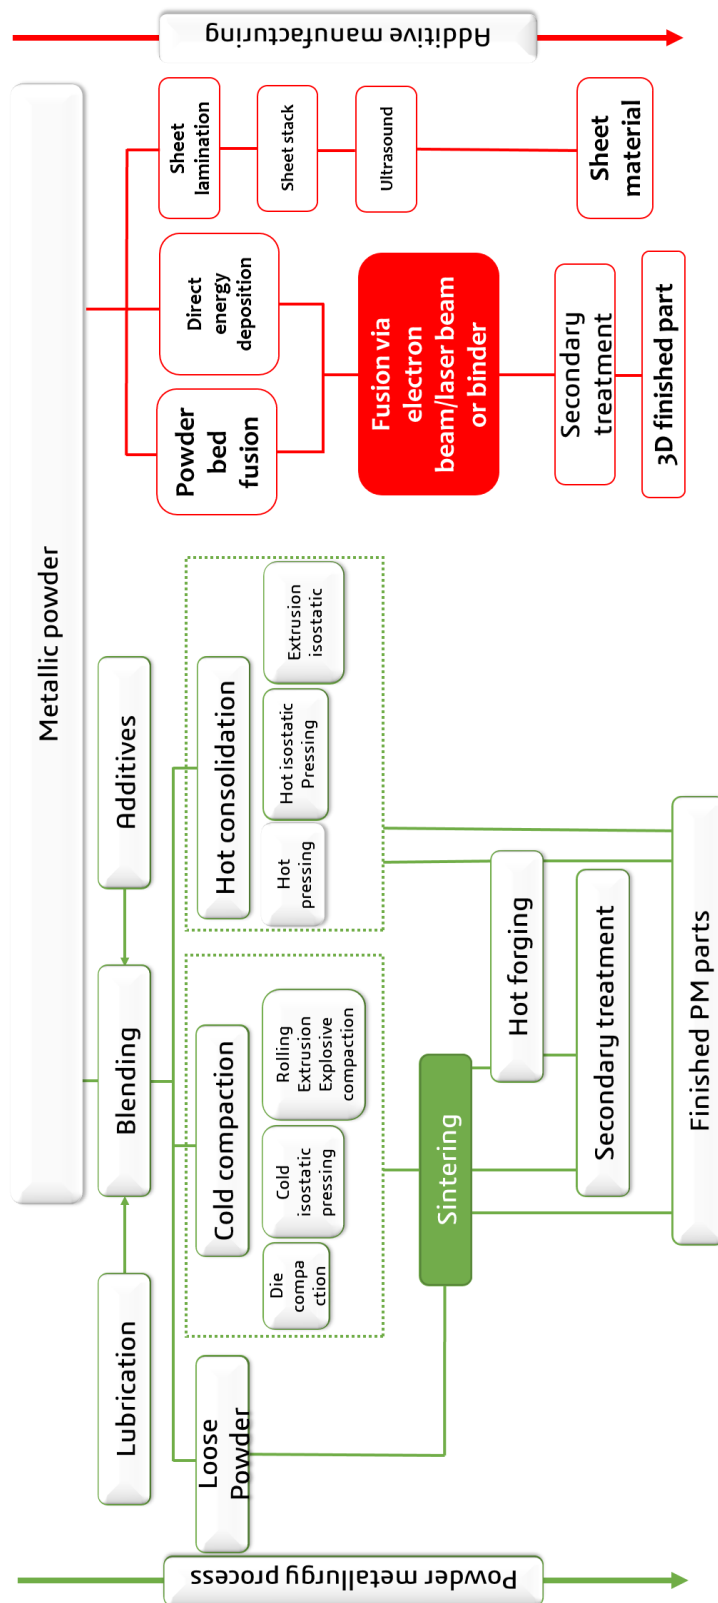 Powder metallurgy process
Metallic powder
Lubrication
Blending
Additives
Loose
Powder
Cold compaction
Die
compa
ction
Cold
isostatic
pressing
Rolling
Extrusion
Explosive
compaction
Hot consolidation
Hot
pressing
Hot isostatic
Pressing
Extrusion
isostatic
Sintering
Hot forging
Secondary treatment
Finished PM parts
Additive manufacturing
Powder
bed
fusion
Direct
energy
deposition
Sheet
lamination
Sheet stack
Ultrasound
Sheet
material
Fusion via
electron
beam/laser beam
or binder
Secondary
treatment
3D finished part